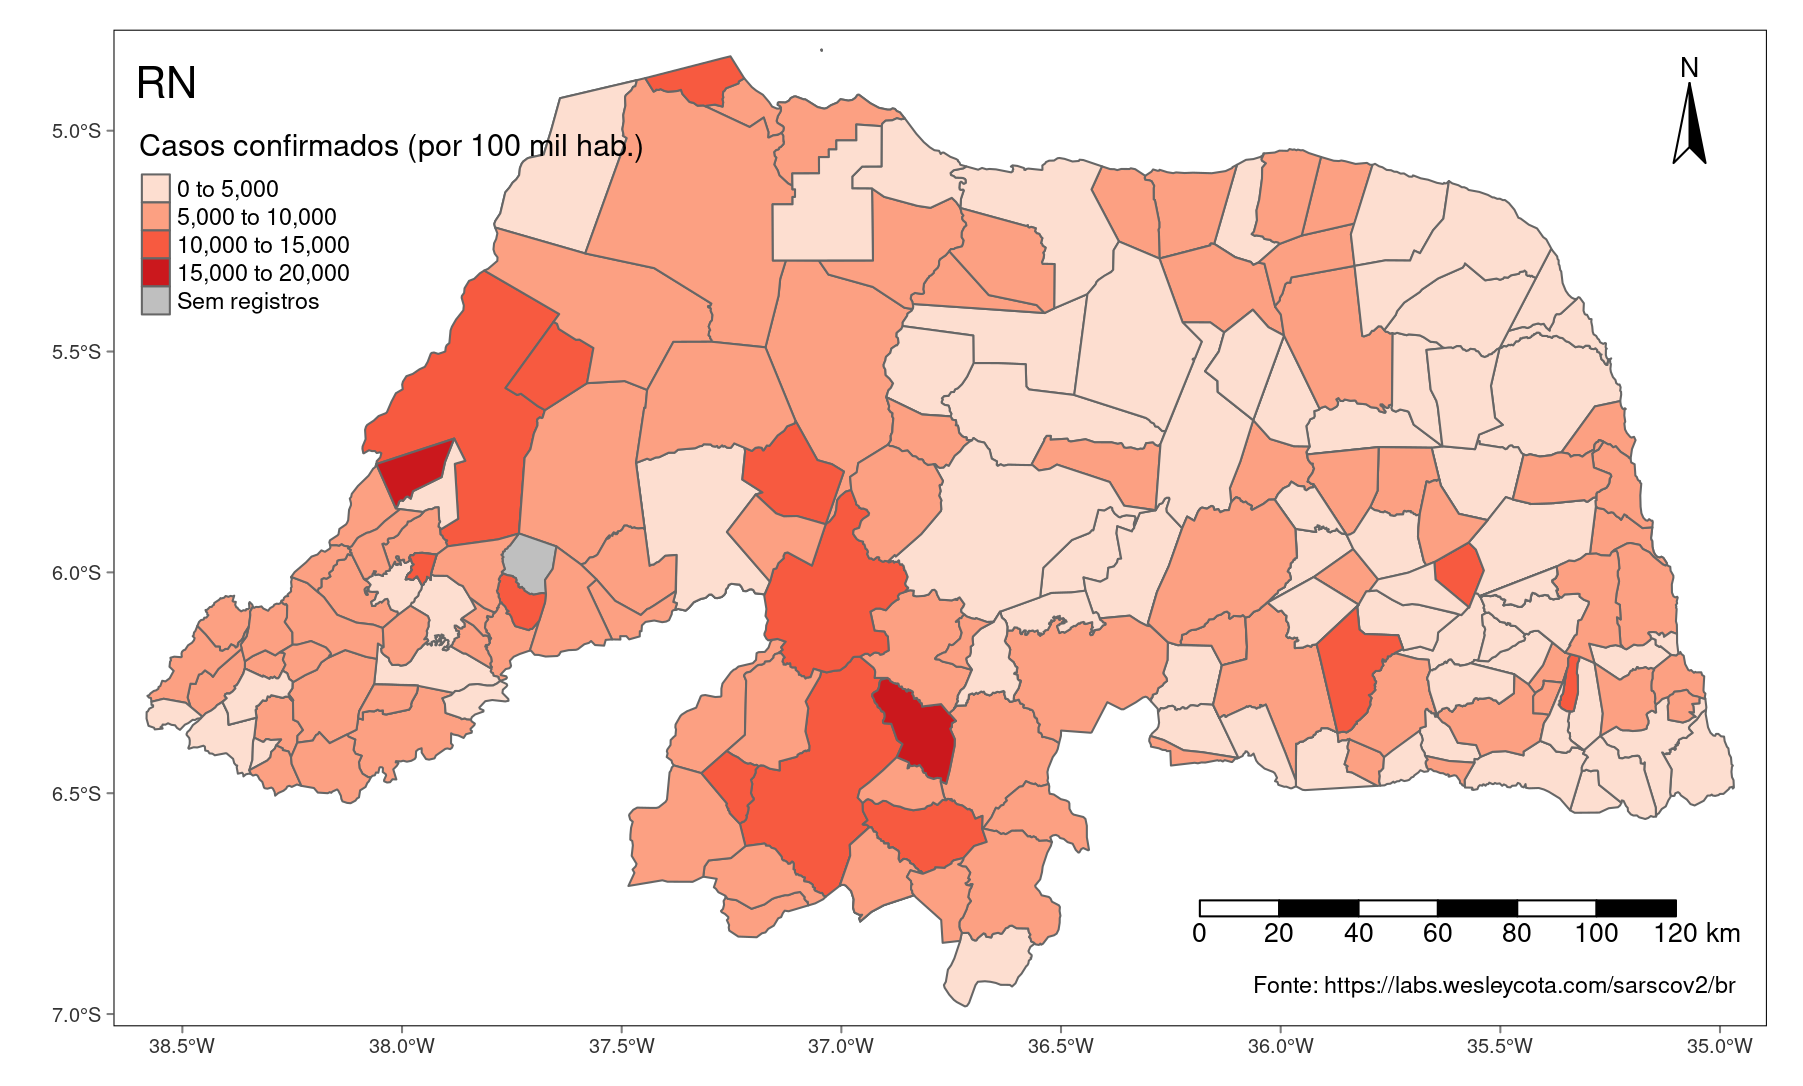 RN
N
Casos confirmados (por 100 mil hab.)
0 to 5,000
5,000 to 10,000
10,000 to 15,000
15,000 to 20,000
Sem registros
5.0°S
5.5°S
6.0°S
6.5°S
7.0°S
0 20 40 60 80 100 120 km
Fonte: https://labs.wesleycota.com/sarscov2/br
38.5°W 38.0°W 37.5°W 37.0°W 36.5°W 36.0°W 35.5°W 35.0°W